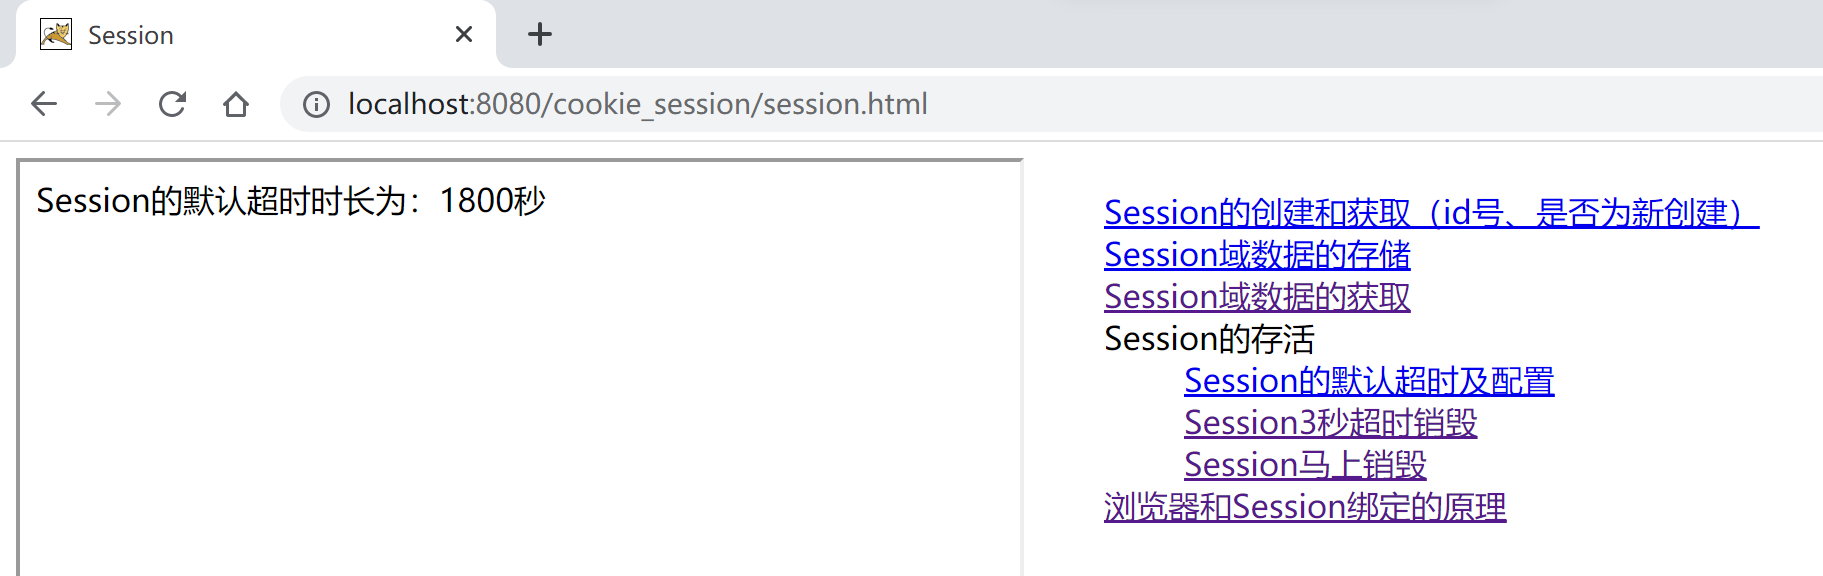 Session
localhost:8080/cookie_session/session.html
Session的默认超时时长为：1800秒
Session的创建和获取（id号、是否为新创建）
Session域数据的存储
Session域数据的获取
Session的存活
Session的默认超时及配置
Session3秒超时销毁
Session马上销毁
浏览器和Session绑定的原理